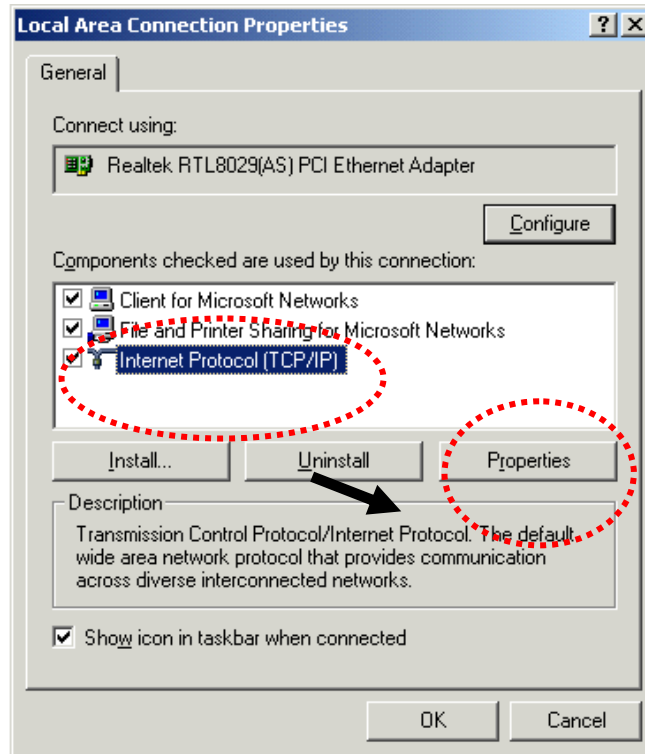 Local Area Connection Properties
General
Connect using:
Realtek RTL8029(AS) PCI Ethernet Adapter
Configure
Components checked are used by this connection:
Client for Microsoft Networks
File and Printer Sharing for Microsoft Networks
Internet Protocol (TCP/IP)
Install... Uninstall Properties
Description
Transmission Control Protocol/Internet Protocol. The default
wide area network protocol that provides communication
across diverse interconnected networks.
Show icon in taskbar when connected
OK Cancel